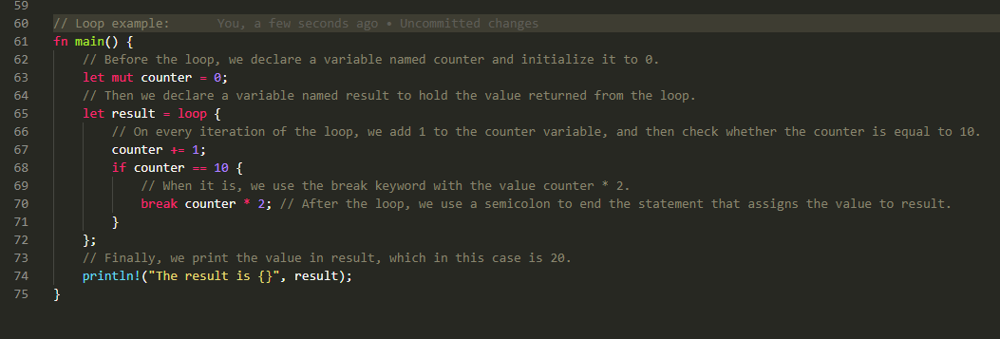 59
60 // Loop example: You, a few seconds ago • Uncommitted changes
61 fn main() {
62 // Before the loop, we declare a variable named counter and initialize it to 0.
63 let mut counter = 0;
64 // Then we declare a variable named result to hold the value returned from the loop.
65 let result = loop {
66 // On every iteration of the loop, we add 1 to the counter variable, and then check whether the counter is equal to 10.
67 counter += 1;
68 if counter == 10 {
69 // When it is, we use the break keyword with the value counter * 2.
70 break counter * 2; // After the loop, we use a semicolon to end the statement that assigns the value to result.
71 }
72 };
73 // Finally, we print the value in result, which in this case is 20.
74 println!("The result is {}", result);
75 }